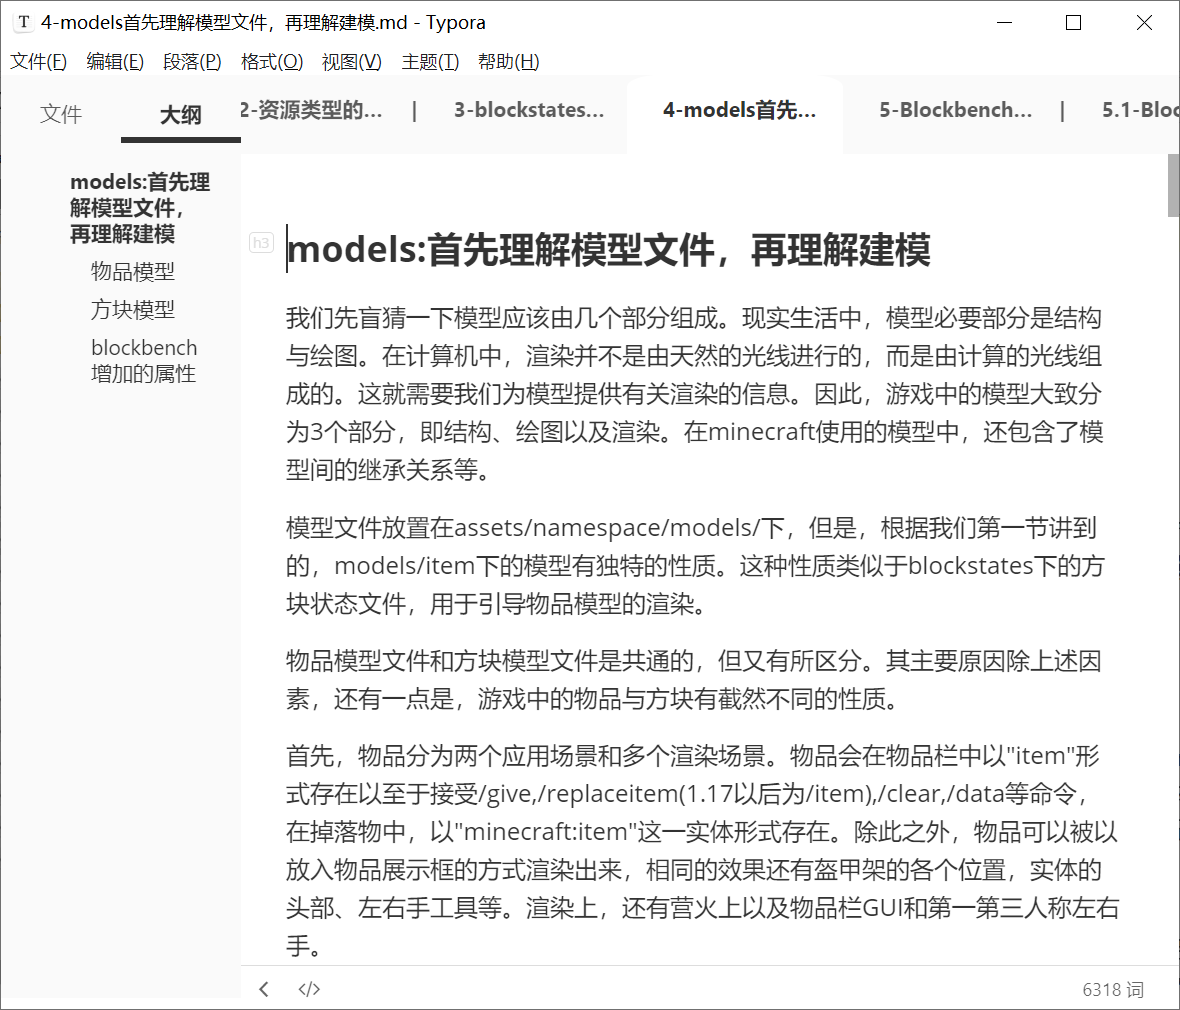 T 4-models首先理解模型文件，再理解建模.md - Typora
文件(F) 编辑(E) 段落(P) 格式(O) 视图(V) 主题(T) 帮助(H)
文件 大纲 2-资源类型的... | 3-blockstates... 4-models首先... 5-Blockbench... | 5.1-Bloc
models:首先理
解模型文件，
再理解建模
物品模型
方块模型
blockbench
增加的属性
h3
models:首先理解模型文件，再理解建模
我们先盲猜一下模型应该由几个部分组成。现实生活中，模型必要部分是结构
与绘图。在计算机中，渲染并不是由天然的光线进行的，而是由计算的光线组
成的。这就需要我们为模型提供有关渲染的信息。因此，游戏中的模型大致分
为3个部分，即结构、绘图以及渲染。在minecraft使用的模型中，还包含了模
型间的继承关系等。
模型文件放置在assets/namespace/models/下，但是，根据我们第一节讲到
的，models/item下的模型有独特的性质。这种性质类似于blockstates下的方
块状态文件，用于引导物品模型的渲染。
物品模型文件和方块模型文件是共通的，但又有所区分。其主要原因除上述因
素，还有一点是，游戏中的物品与方块有截然不同的性质。
首先，物品分为两个应用场景和多个渲染场景。物品会在物品栏中以"item"形
式存在以至于接受/give,/replaceitem(1.17以后为/item),/clear,/data等命令，
在掉落物中，以"minecraft:item"这一实体形式存在。除此之外，物品可以被以
放入物品展示框的方式渲染出来，相同的效果还有盔甲架的各个位置，实体的
头部、左右手工具等。渲染上，还有营火上以及物品栏GUI和第一第三人称左右
手。
</> 6318 词